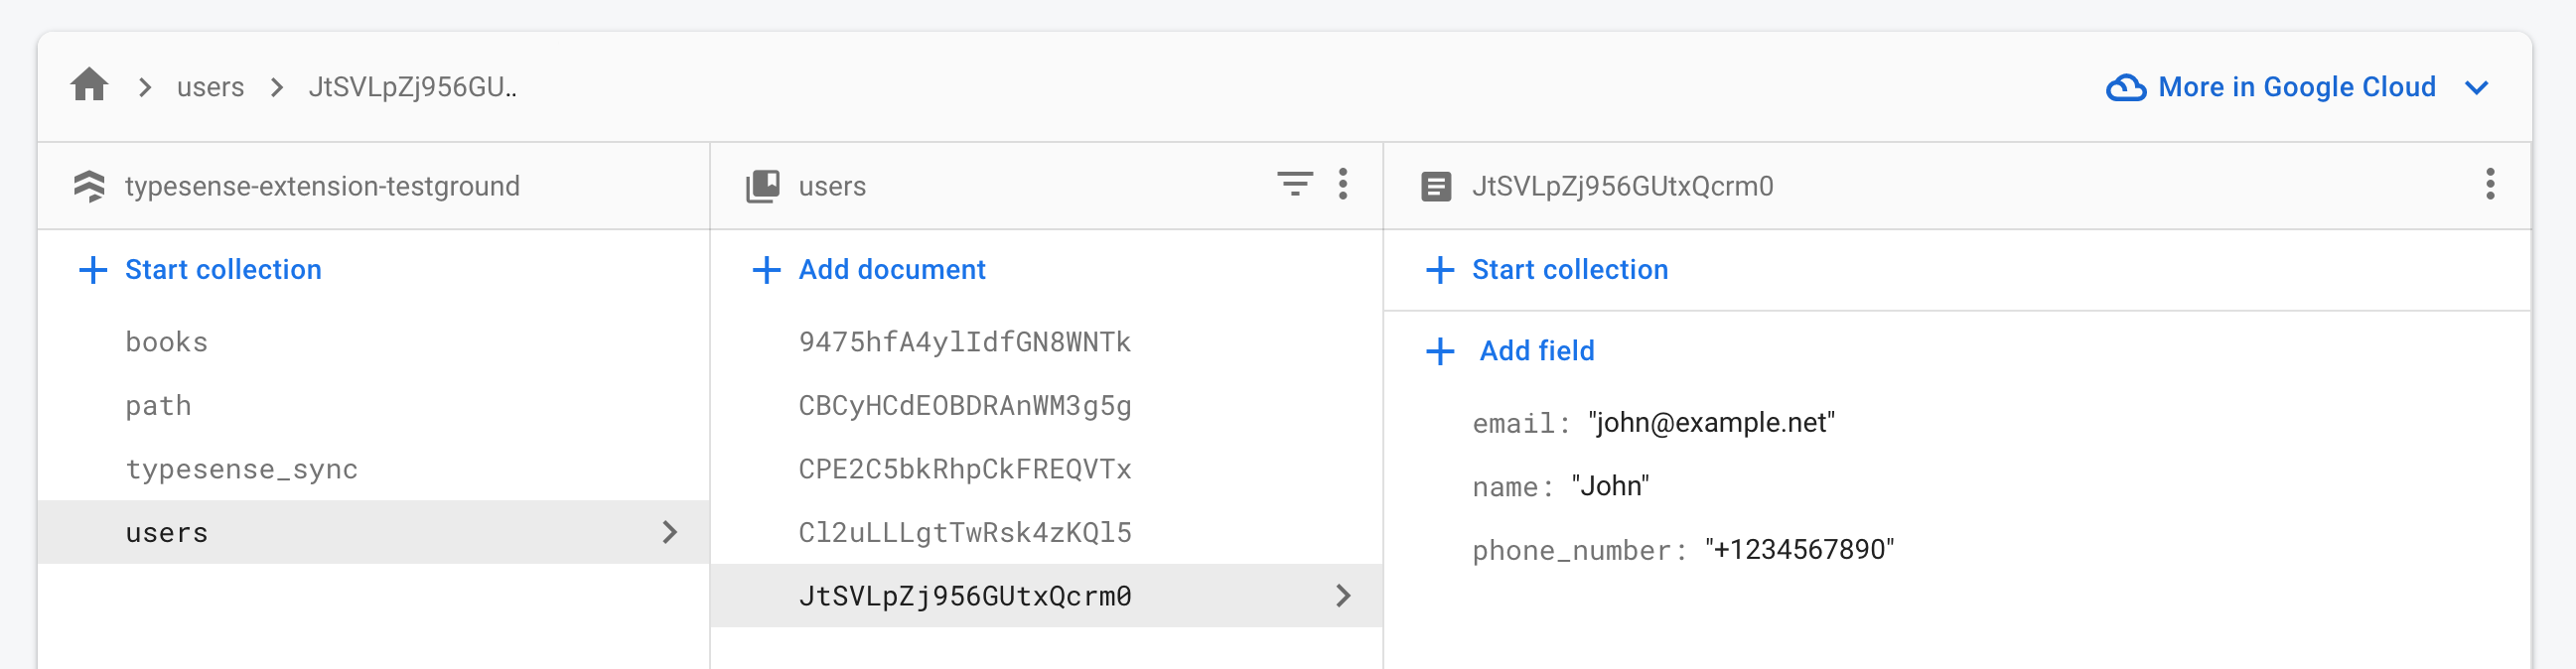 users JtSVLpZj956GU..
More in Google Cloud
typesense-extension-testground
Start collection
books
path
typesense_sync
users
users
Add document
9475hfA4ylIdfGN8WNTk
CBCyHCdEOBDRAnWM3g5g
CPE2C5bkRhpCkFREQVTx
Cl2uLLLgtTwRsk4zKQl5
JtSVLpZj956GUtxQcrm0
JtSVLpZj956GUtxQcrm0
Start collection
Add field
email: "john@example.net"
name: "John"
phone_number: "+1234567890"